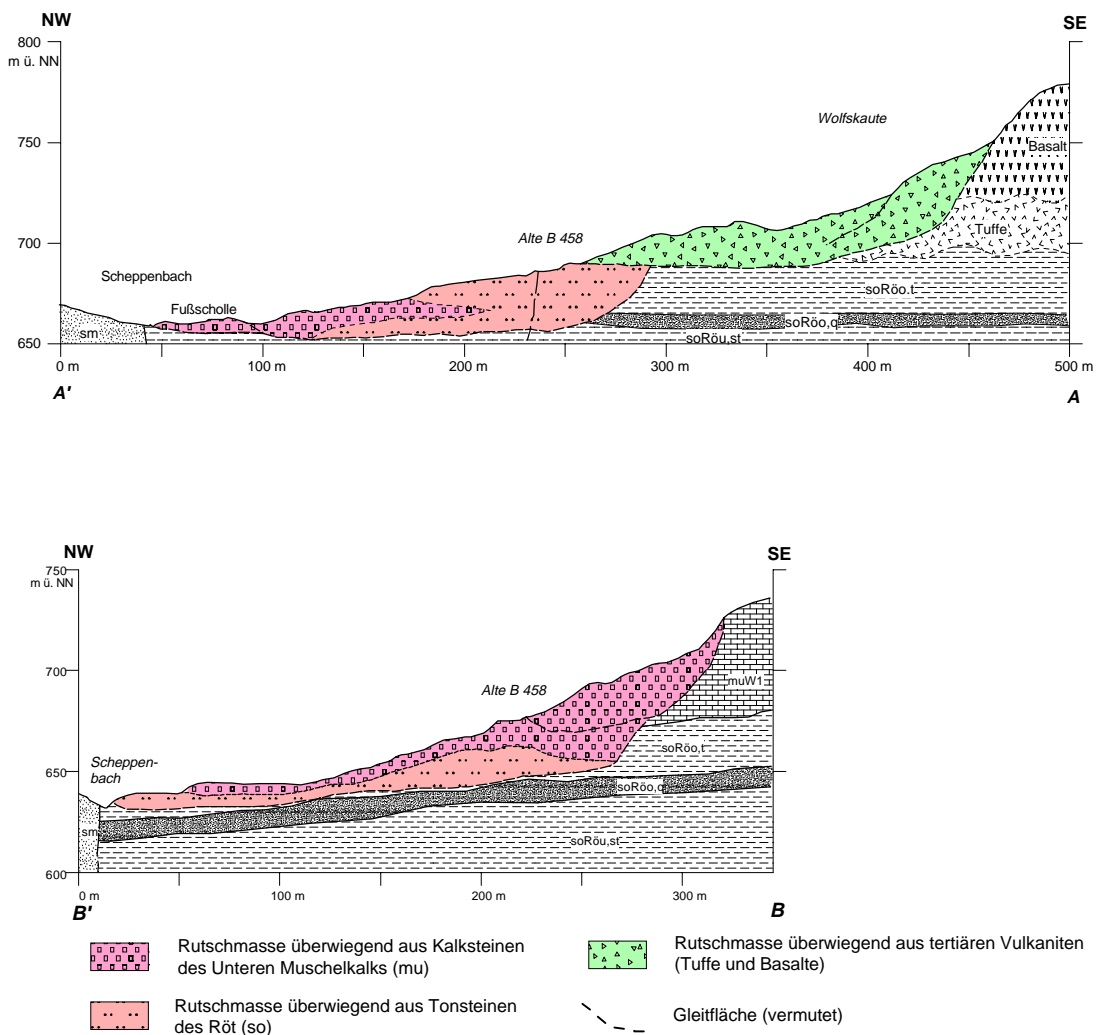 NW
SE
800
m ü. NN
Wolfskaute
750
Basalt
Tuffe
700
Alte B 458
Scheppenbach
soRöo.t
Fußscholle
sm
soRöo,q
650
soRöu,st
0 m
100 m
200 m
300 m
400 m
500 m
A'
A
NW
SE
750
m ü. NN
700
Alte B 458
muW1
soRöo,t
Scheppen-
bach
650
soRöo,q
sm
soRöu,st
600
0 m
100 m
200 m
300 m
B'
B
Rutschmasse überwiegend aus Kalksteinen
des Unteren Muschelkalks (mu)
Rutschmasse überwiegend aus tertiären Vulkaniten
(Tuffe und Basalte)
Rutschmasse überwiegend aus Tonsteinen
des Röt (so)
Gleitfläche (vermutet)